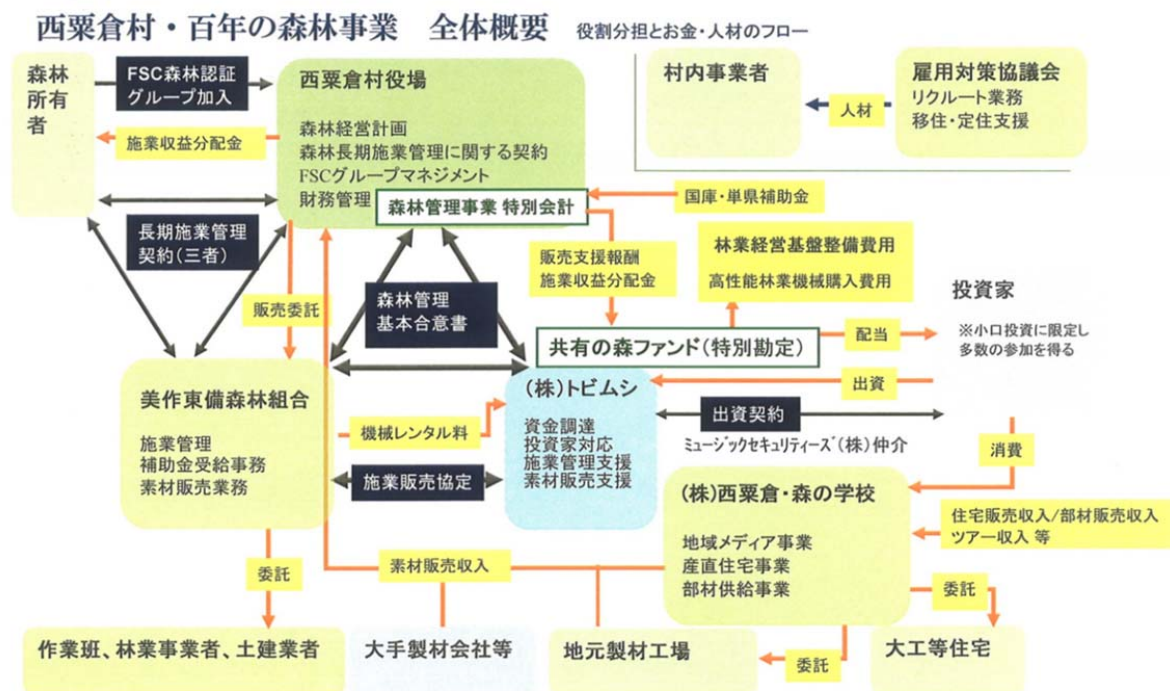 西粟倉村・百年の森林事業 全体概要 役割分担とお金・人材のフロー
森林
所有
者
FSC森林認証
グループ加入
施業収益分配金
西粟倉村役場
森林経営計画
森林長期施業管理に関する契約
FSCグループマネジメント
財務管理
森林管理事業 特別会計
村内事業者
人材
雇用対策協議会
リクルート業務
移住・定住支援
国庫・単県補助金
長期施業管理
契約(三者)
販売委託
森林管理
基本合意書
販売支援報酬
施業収益分配金
林業経営基盤整備費用
高性能林業機械購入費用
共有の森ファンド(特別勘定)
配当
投資家
※小口投資に限定し
多数の参加を得る
出資
美作東備森林組合
施業管理
補助金受給事務
素材販売業務
機械レンタル料
施業販売協定
(株)トビムシ
資金調達
投資家対応
施業管理支援
素材販売支援
出資契約
ミュージックセキュリティーズ(株)仲介
消費
(株)西粟倉・森の学校
地域メディア事業
産直住宅事業
部材供給事業
住宅販売収入/部材販売収入
ツアー収入 等
委託
素材販売収入
委託
作業班、林業事業者、土建業者
大手製材会社等
地元製材工場
委託
大工等住宅